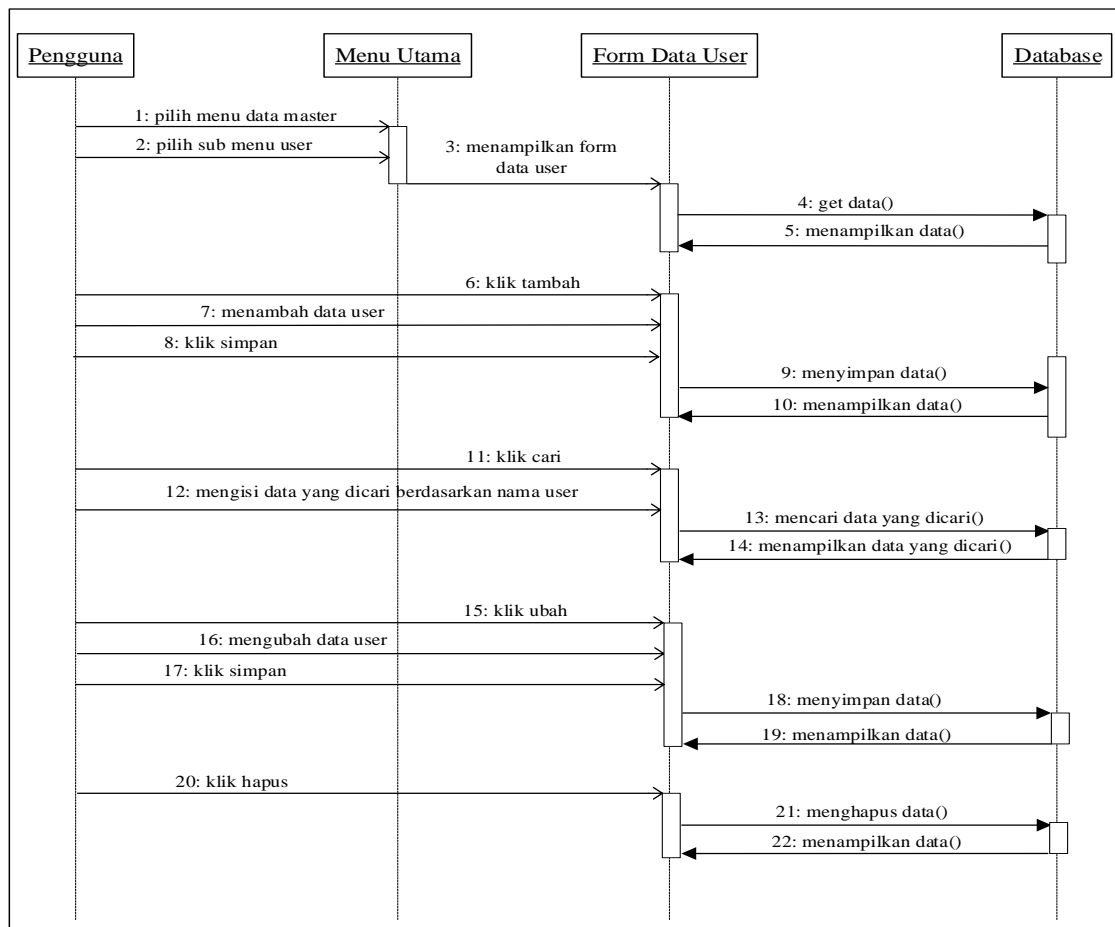 Pengguna
Menu Utama
Form Data User
Database
1: pilih menu data master
2: pilih sub menu user
3: menampilkan form
data user
4: get data()
5: menampilkan data()
6: klik tambah
7: menambah data user
8: klik simpan
9: menyimpan data()
10: menampilkan data()
11: klik cari
12: mengisi data yang dicari berdasarkan nama user
13: mencari data yang dicari()
14: menampilkan data yang dicari()
15: klik ubah
16: mengubah data user
17: klik simpan
18: menyimpan data()
19: menampilkan data()
20: klik hapus
21: menghapus data()
22: menampilkan data()